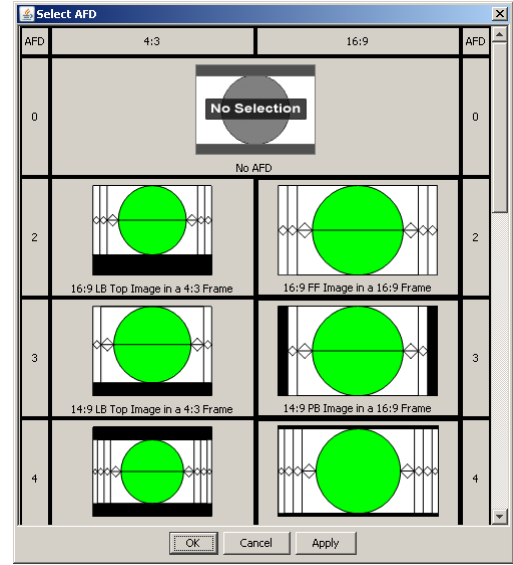 Select AFD
AFD 4:3 16:9 AFD
0 No Selection 0
No AFD
2 2
16:9 LB Top Image in a 4:3 Frame 16:9 FF Image in a 16:9 Frame
3 3
14:9 LB Top Image in a 4:3 Frame 14:9 PB Image in a 16:9 Frame
4 4
OK Cancel Apply